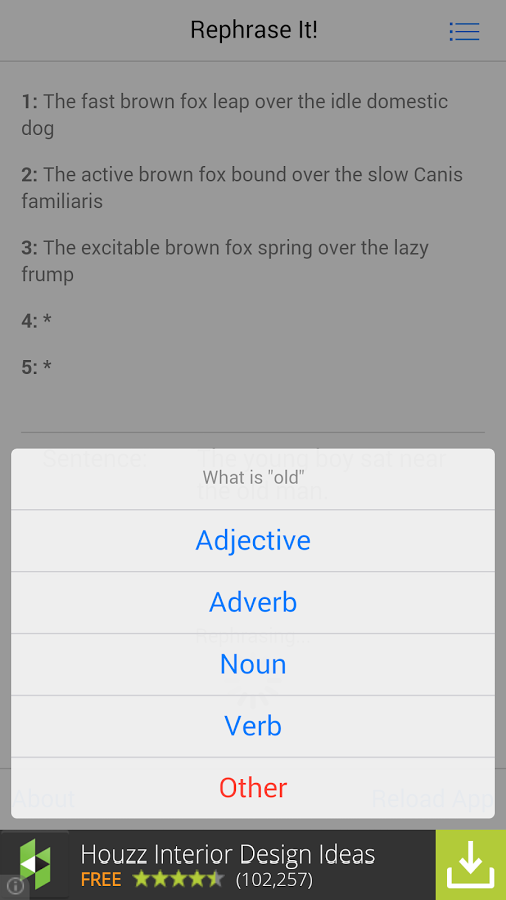 Rephrase It!
1: The fast brown fox leap over the idle domestic
dog
2: The active brown fox bound over the slow Canis
familiaris
3: The excitable brown fox spring over the lazy
frump
4: *
5: *
Sentence: The young boy sat near
the old man.
What is "old"
Adjective
Adverb
Noun
Verb
Other
About Reload App
Houzz Interior Design Ideas
FREE (102,257)